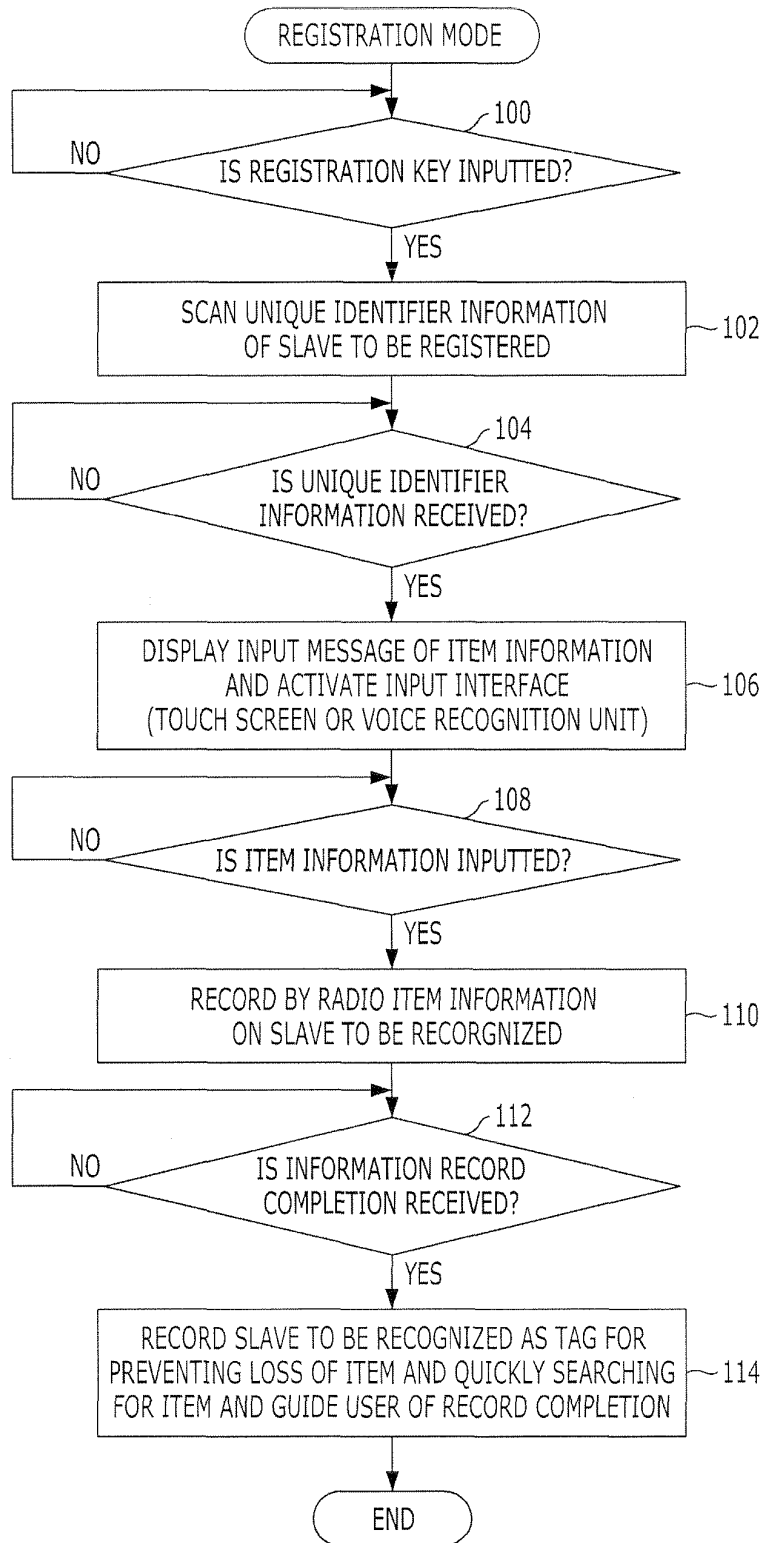 REGISTRATION MODE
100
NO
IS REGISTRATION KEY INPUTTED?
YES
SCAN UNIQUE IDENTIFIER INFORMATION
OF SLAVE TO BE REGISTERED
102
104
NO
IS UNIQUE IDENTIFIER
INFORMATION RECEIVED?
YES
DISPLAY INPUT MESSAGE OF ITEM INFORMATION
AND ACTIVATE INPUT INTERFACE
(TOUCH SCREEN OR VOICE RECOGNITION UNIT)
106
108
NO
IS ITEM INFORMATION INPUTTED?
YES
RECORD BY RADIO ITEM INFORMATION
ON SLAVE TO BE RECORGNIZED
110
112
NO
IS INFORMATION RECORD
COMPLETION RECEIVED?
YES
RECORD SLAVE TO BE RECOGNIZED AS TAG FOR
PREVENTING LOSS OF ITEM AND QUICKLY SEARCHING
FOR ITEM AND GUIDE USER OF RECORD COMPLETION
114
END